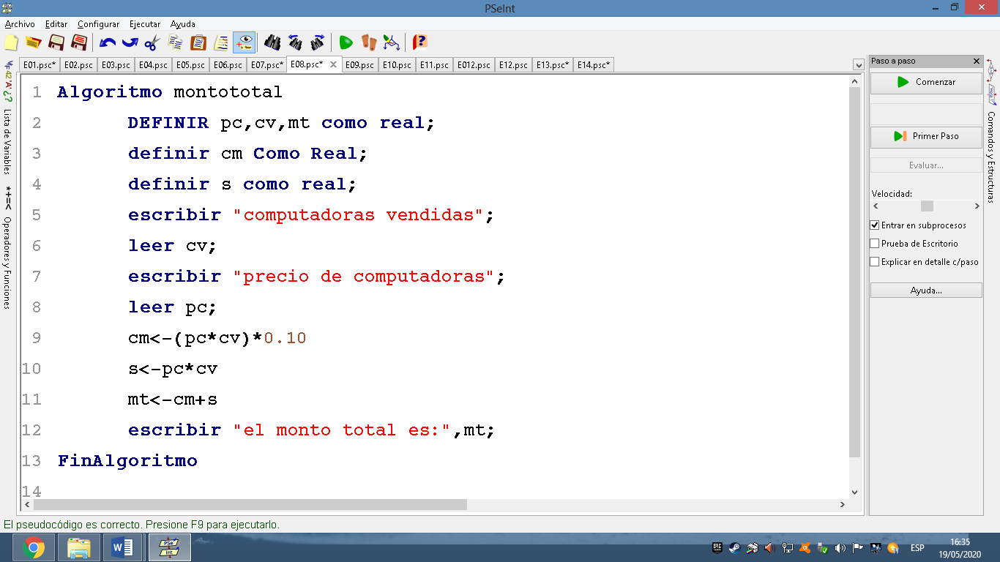 PSeInt
Archivo Editar Configurar Ejecutar Ayuda
E01.psc* E02.psc E03.psc E04.psc E05.psc E06.psc E07.psc* E08.psc* E09.psc E10.psc E11.psc E012.psc E12.psc E13.psc* E14.psc*
Lista de Variables
Operadores y Funciones
1 Algoritmo montototal
2 DEFINIR pc,cv,mt como real;
3 definir cm Como Real;
4 definir s como real;
5 escribir "computadoras vendidas";
6 leer cv;
7 escribir "precio de computadoras";
8 leer pc;
9 cm<-(pc*cv)*0.10
10 s<-pc*cv
11 mt<-cm+s
12 escribir "el monto total es:",mt;
13 FinAlgoritmo
14
Paso a paso
Comenzar
Primer Paso
Evaluar...
Velocidad:
Entrar en subprocesos
Prueba de Escritorio
Explicar en detalle c/paso
Ayuda...
Comandos y Estructuras
El pseudocódigo es correcto. Presione F9 para ejecutarlo.
PSe
Int
ESP
16:35
19/05/2020